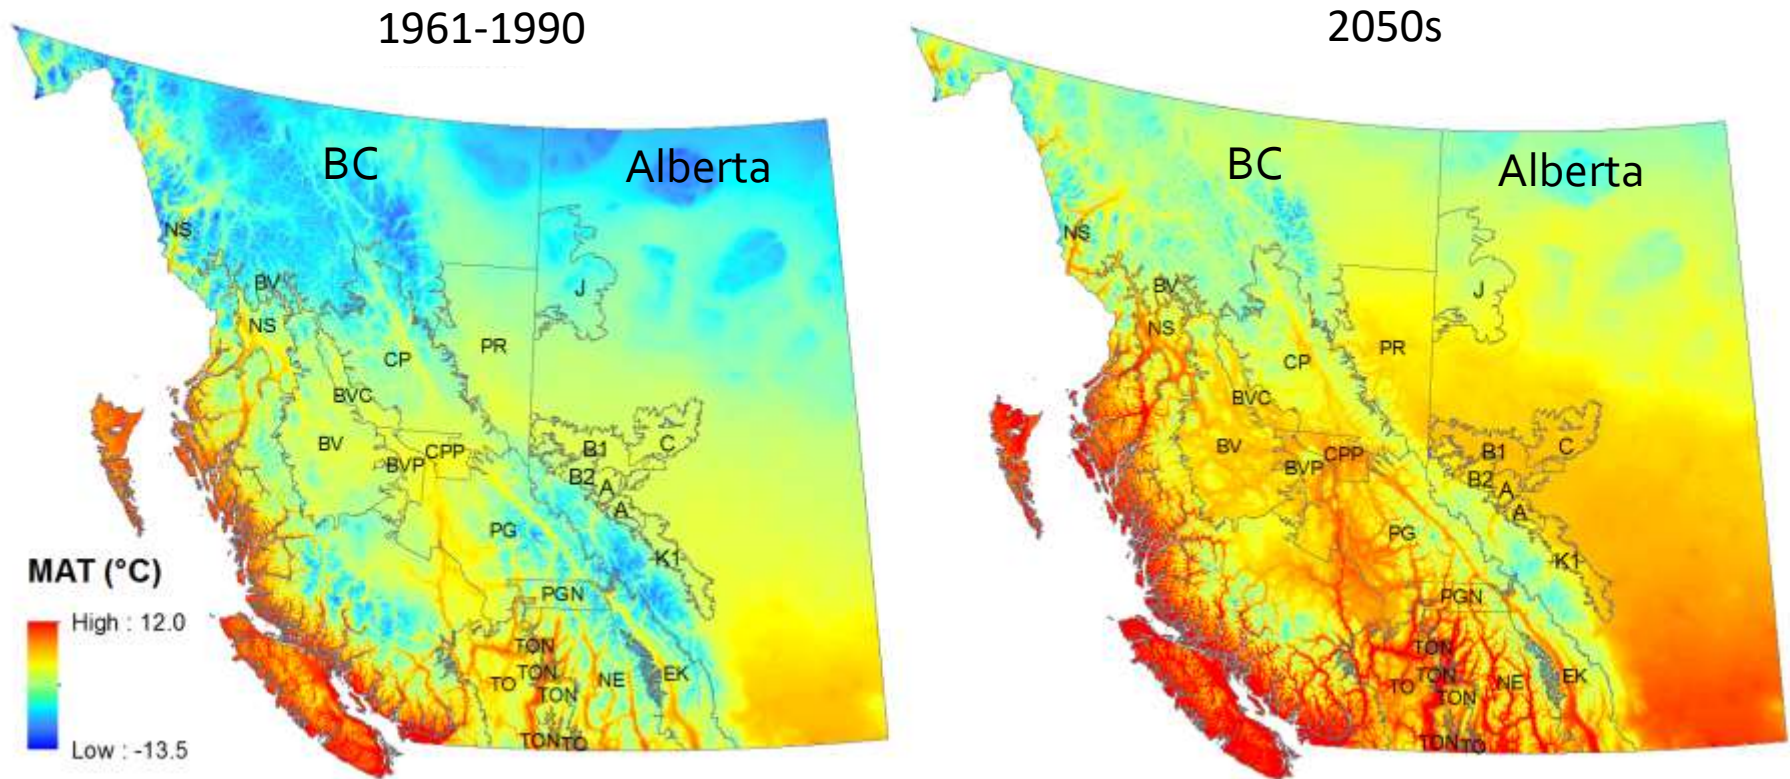 1961-1990
2050s
BC
Alberta
NS
BV
NS
J
CP
PR
BVC
BV
BVP
CPP
B1
C
B2
A
A
PG
K1
PGN
TON
TON
TO
TON
NE
EK
TON
TO
MAT (°C)
High : 12.0
Low : -13.5
BC
Alberta
NS
BV
NS
J
CP
PR
BVC
BV
BVP
CPP
B1
C
B2
A
A
PG
K1
PGN
TON
TON
TO
TON
NE
EK
TON
TO